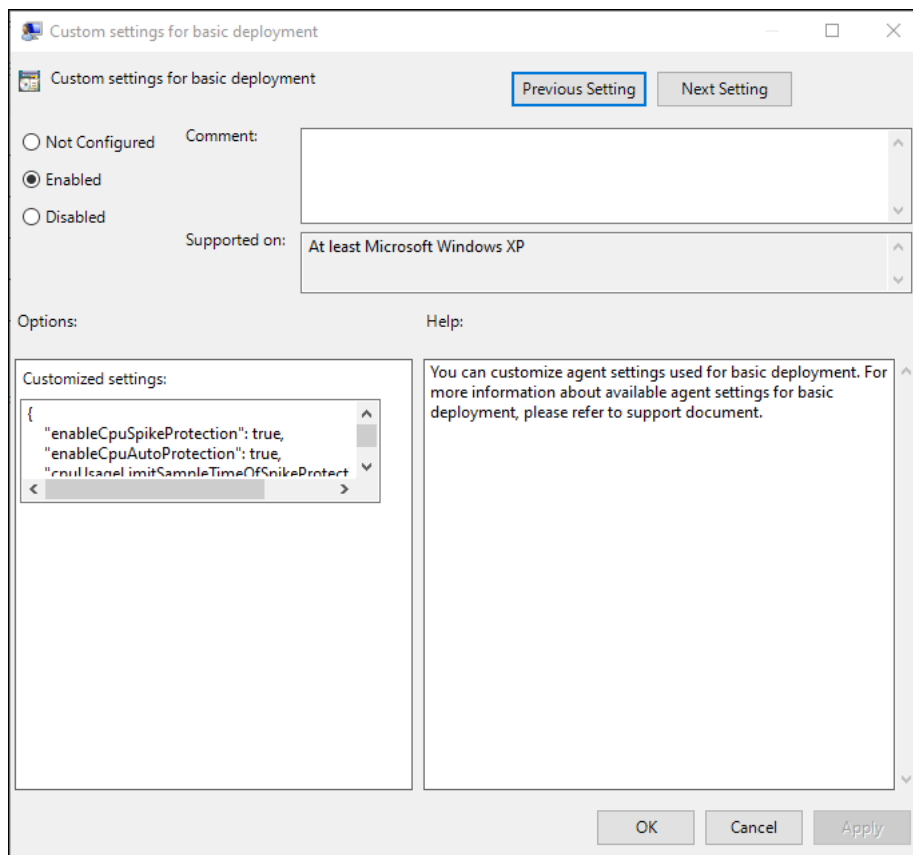 Custom settings for basic deployment
Custom settings for basic deployment
Previous Setting
Next Setting
Not Configured
Comment:
Enabled
Disabled
Supported on:
At least Microsoft Windows XP
Options:
Help:
Customized settings:
{
"enableCpuSpikeProtection": true,
"enableCpuAutoProtection": true,
"cpuUsageLimitSampleTimeOfSpikeProtect
You can customize agent settings used for basic deployment. For
more information about available agent settings for basic
deployment, please refer to support document.
OK
Cancel
Apply